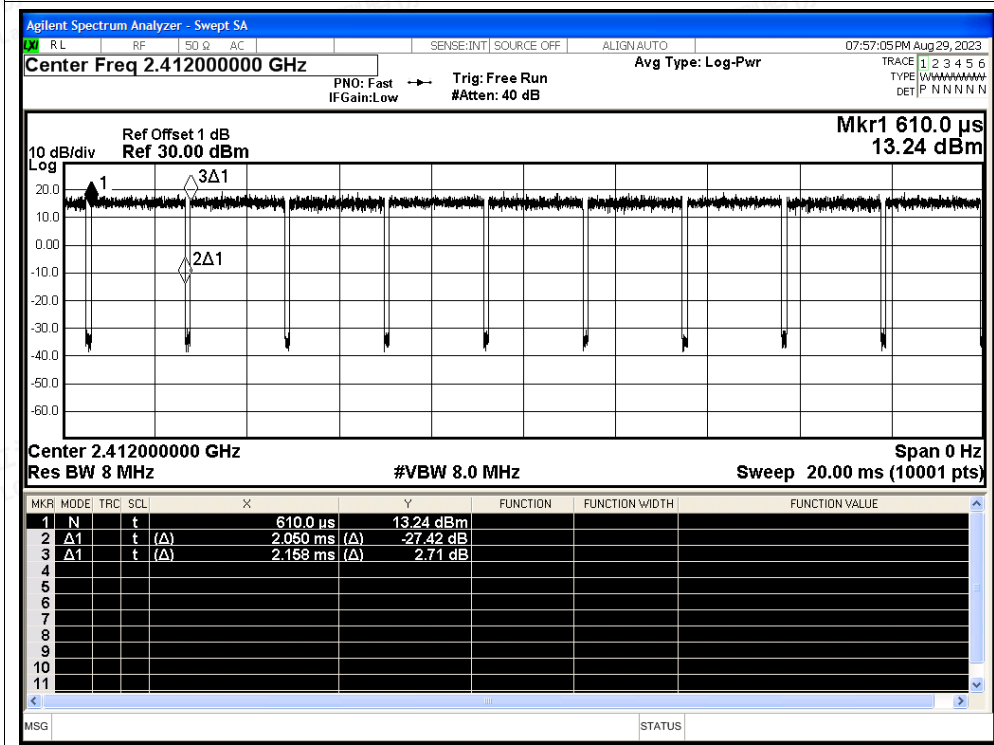 Agilent Spectrum Analyzer - Swept SA
LXI RL RF 50 Ω AC SENSE:INT SOURCE OFF ALIGN AUTO 07:57:05 PM Aug 29, 2023
Center Freq 2.412000000 GHz
PNO: Fast
IFGain:Low
Trig: Free Run
#Atten: 40 dB
Avg Type: Log-Pwr
TRACE 1 2 3 4 5 6
TYPE W
DET P N N N N N
Ref Offset 1 dB
10 dB/div Ref 30.00 dBm
Log
Mkr1 610.0 µs
13.24 dBm
20.0
10.0
0.00
-10.0
-20.0
-30.0
-40.0
-50.0
-60.0
1
3Δ1
2Δ1
Center 2.412000000 GHz Span 0 Hz
Res BW 8 MHz #VBW 8.0 MHz Sweep 20.00 ms (10001 pts)
MKR MODE TRC SCL X Y FUNCTION FUNCTION WIDTH FUNCTION VALUE
1 N t 610.0 µs 13.24 dBm
2 Δ1 t (Δ) 2.050 ms (Δ) -27.42 dB
3 Δ1 t (Δ) 2.158 ms (Δ) 2.71 dB
4
5
6
7
8
9
10
11
MSG STATUS